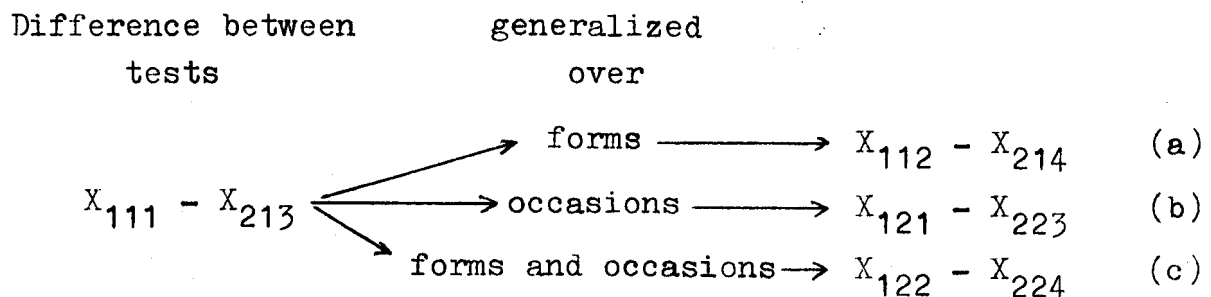 Difference between generalized
tests over
forms → X₁₁₂ - X₂₁₄ (a)
X₁₁₁ - X₂₁₃ → occasions → X₁₂₁ - X₂₂₃ (b)
forms and occasions → X₁₂₂ - X₂₂₄ (c)